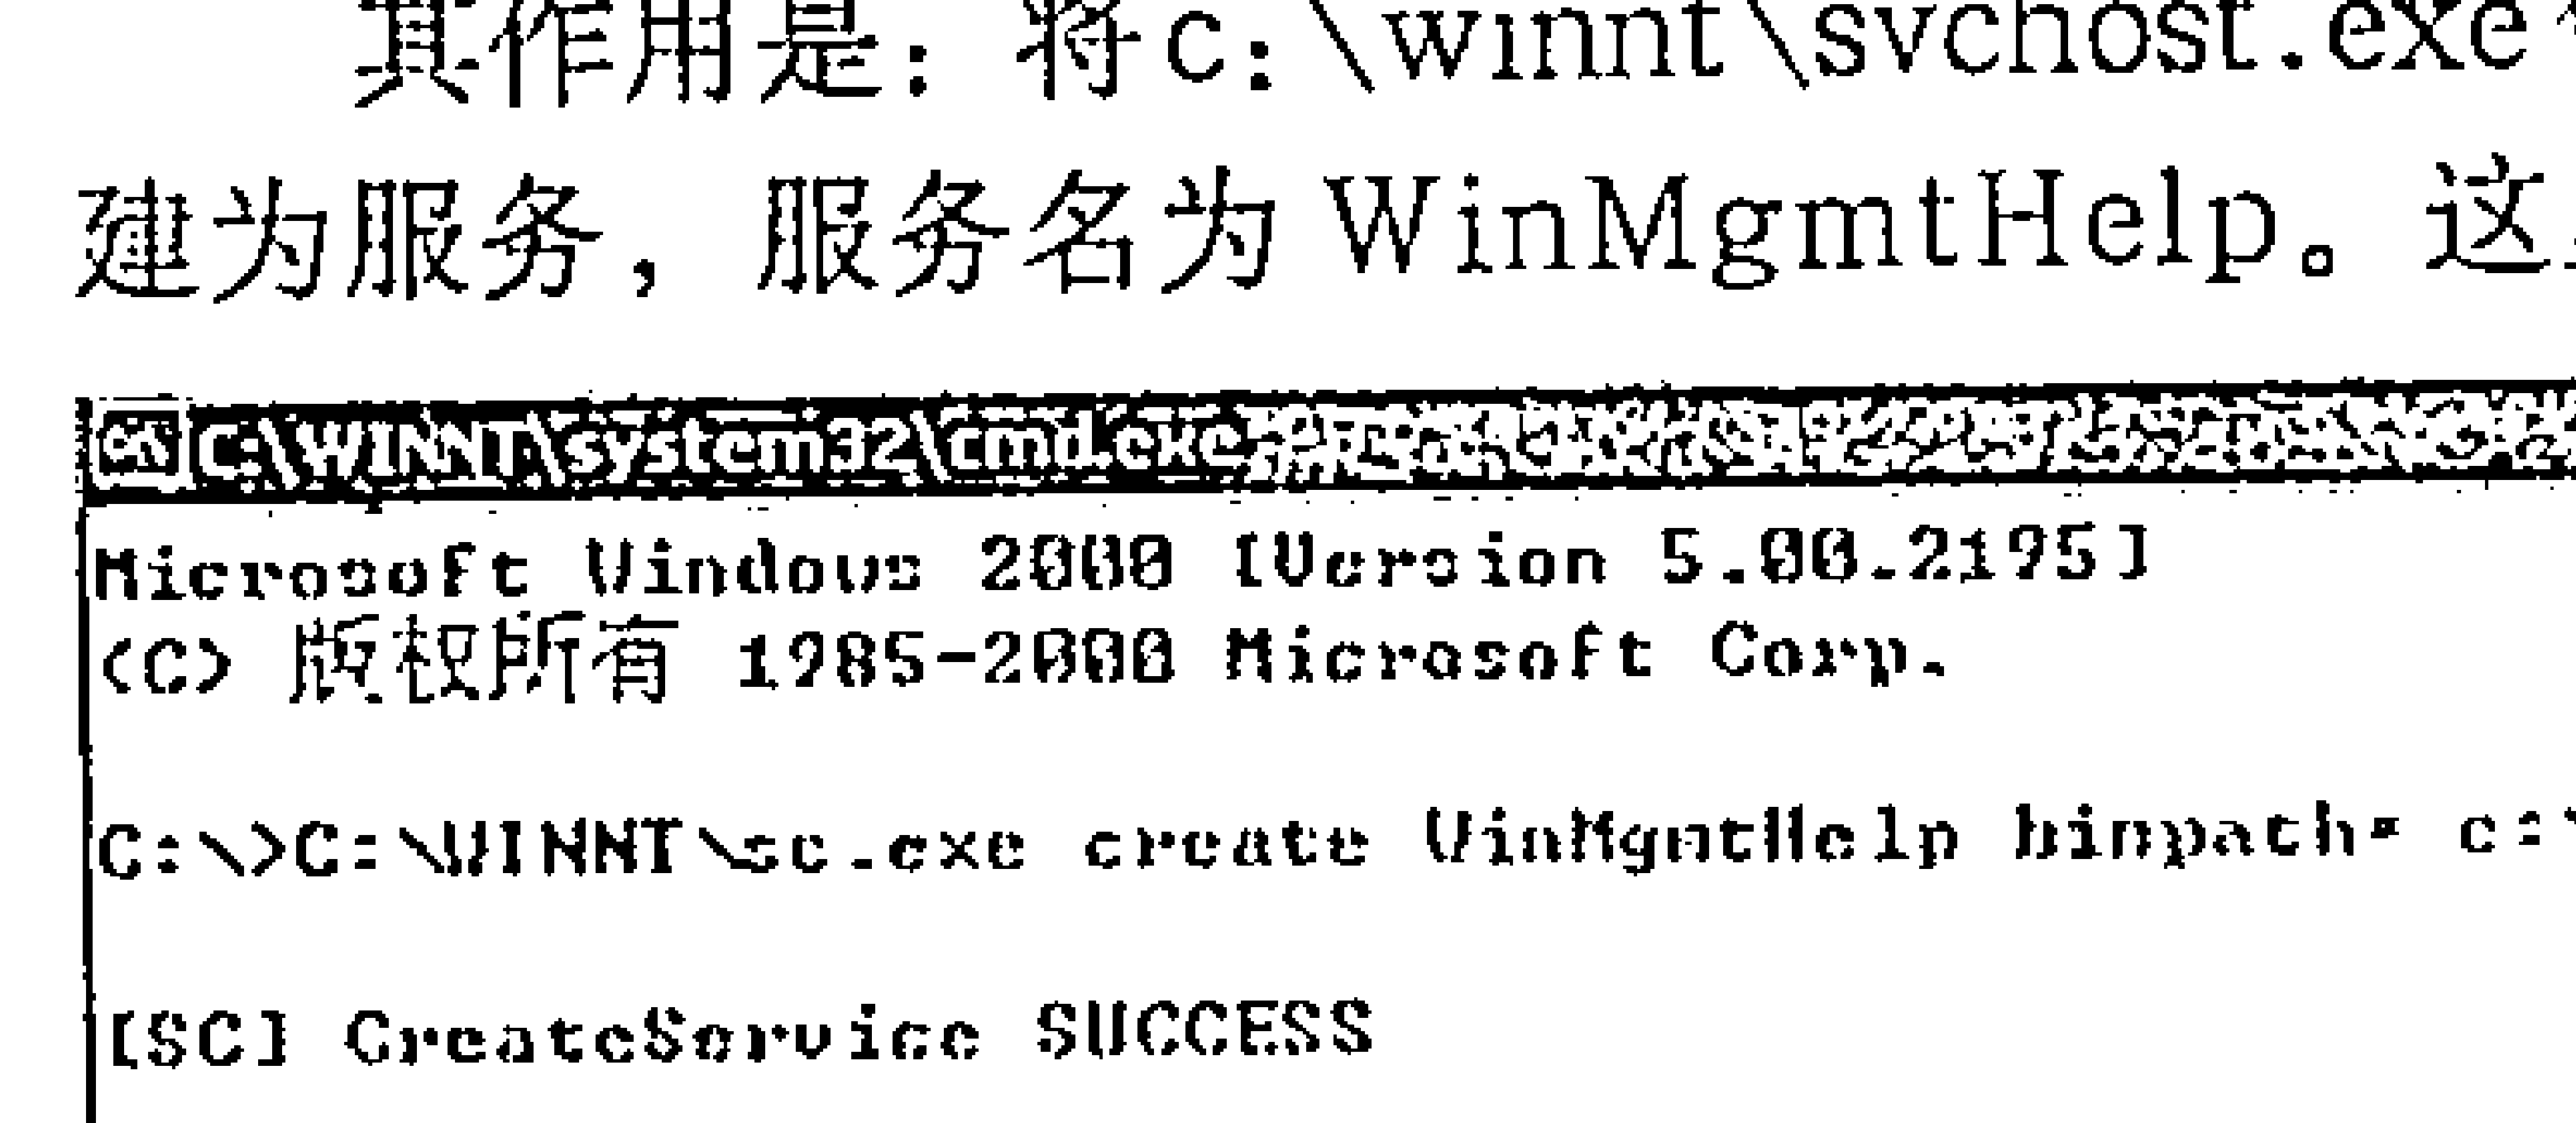 其作用是：将c:\winnt\svchost.exe
建为服务，服务名为WinMgmtHelp。这
C:\WINNT\system32\cmd.exe
Microsoft Windows 2000 [Version 5.00.2195]
(C) 版权所有 1985-2000 Microsoft Corp.
C:\>C:\WINNT\sc.exe create WinMgmtHelp binpath= c:\
[SC] CreateService SUCCESS